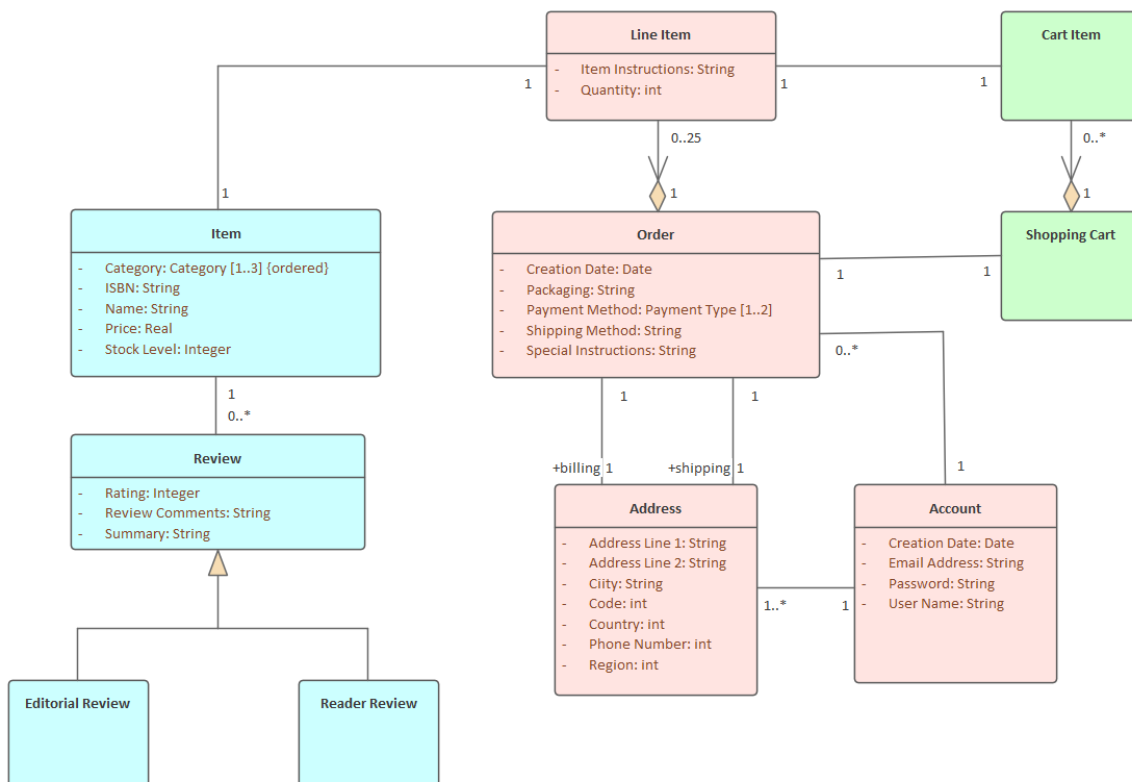 Line Item
- Item Instructions: String
- Quantity: int
Cart Item
1
1
1
0..25
0..*
1
1
1
Item
- Category: Category [1..3] {ordered}
- ISBN: String
- Name: String
- Price: Real
- Stock Level: Integer
Order
- Creation Date: Date
- Packaging: String
- Payment Method: Payment Type [1..2]
- Shipping Method: String
- Special Instructions: String
Shopping Cart
1
1
0..*
1
0..*
1
1
Review
- Rating: Integer
- Review Comments: String
- Summary: String
+billing 1
+shipping 1
1
Address
- Address Line 1: String
- Address Line 2: String
- Ciity: String
- Code: int
- Country: int
- Phone Number: int
- Region: int
1..*
1
Account
- Creation Date: Date
- Email Address: String
- Password: String
- User Name: String
Editorial Review
Reader Review